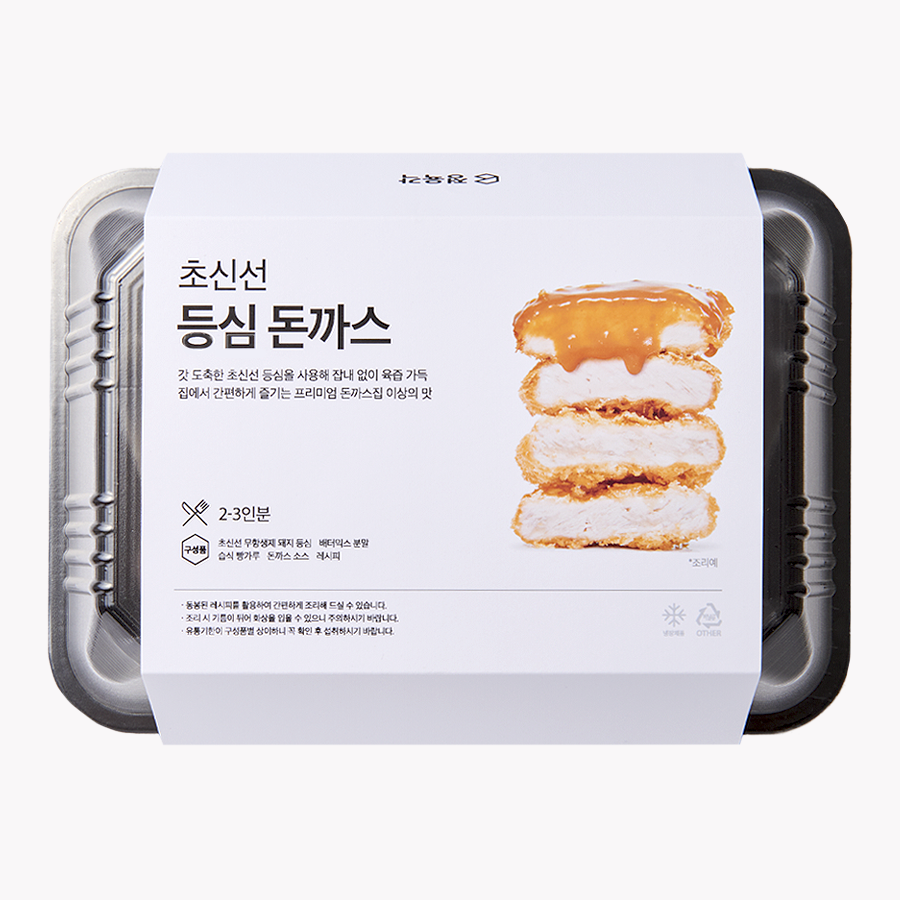 정육각
초신선
등심 돈까스
갓 도축한 초신선 등심을 사용해 잡내 없이 육즙 가득
집에서 간편하게 즐기는 프리미엄 돈까스집 이상의 맛
2-3인분
구성품
초신선 무항생제 돼지 등심 배터믹스 분말
습식 빵가루 돈까스 소스 레시피
*조리예
· 동봉된 레시피를 활용하여 간편하게 조리해 드실 수 있습니다.
· 조리 시 기름이 튀어 화상을 입을 수 있으니 주의하시기 바랍니다.
· 유통기한이 구성품별 상이하니 꼭 확인 후 섭취하시기 바랍니다.
OTHER